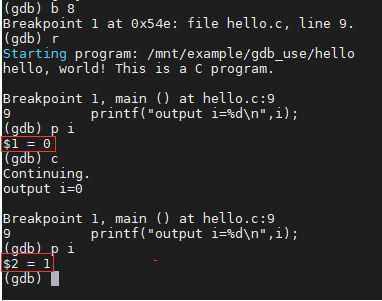 (gdb) b 8
Breakpoint 1 at 0x54e: file hello.c, line 9.
(gdb) r
Starting program: /mnt/example/gdb_use/hello
hello, world! This is a C program.

Breakpoint 1, main () at hello.c:9
9          printf("output i=%d\n",i);
(gdb) p i
$1 = 0
(gdb) c
Continuing.
output i=0

Breakpoint 1, main () at hello.c:9
9          printf("output i=%d\n",i);
(gdb) p i
$2 = 1
(gdb)